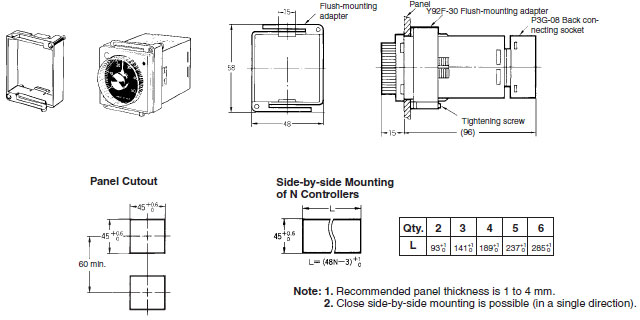 Flush-mounting
adapter
Panel
Y92F-30 Flush-mounting adapter
P3G-08 Back con-
necting socket
15
58
48
Tightening screw
15
(96)
Panel Cutout
45 +0.6 0
45 +0.6 0
60 min.
Side-by-side Mounting
of N Controllers
L
45 +0.6 0
L= (48N−3) +1 0
Qty. 2 3 4 5 6
L 93 +1 0 141 +1 0 189 +1 0 237 +1 0 285 +1 0
Note: 1. Recommended panel thickness is 1 to 4 mm.
2. Close side-by-side mounting is possible (in a single direction).